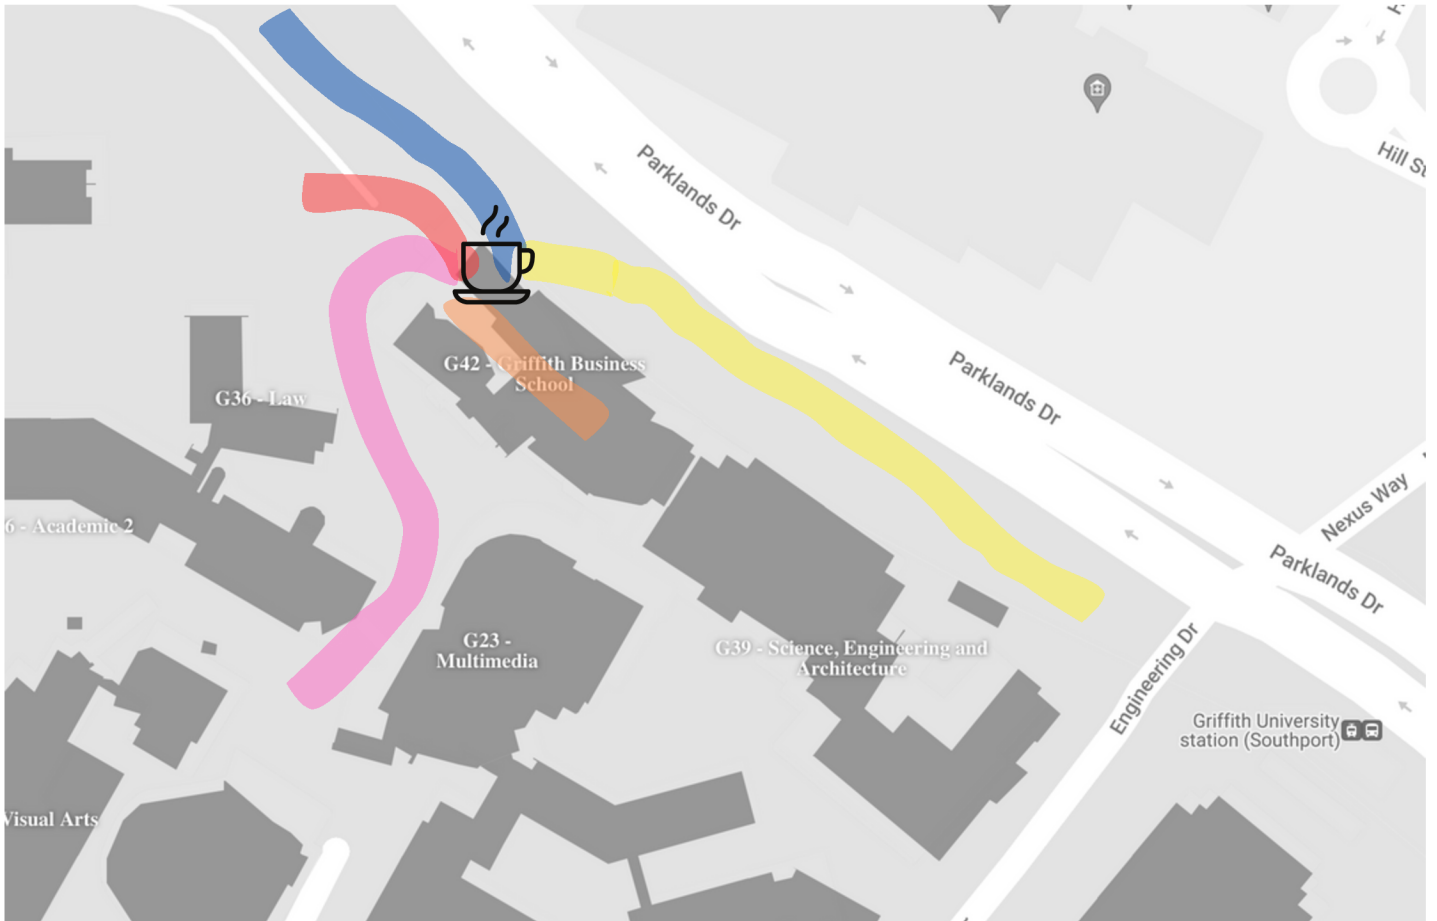 Parklands Dr
Hill St
Parklands Dr
G42 - Griffith Business
School
G36 - Law
Nexus Way
6 - Academic 2
Parklands Dr
G23 -
Multimedia
G39 - Science, Engineering and
Architecture
Engineering Dr
Griffith University
station (Southport)
Visual Arts